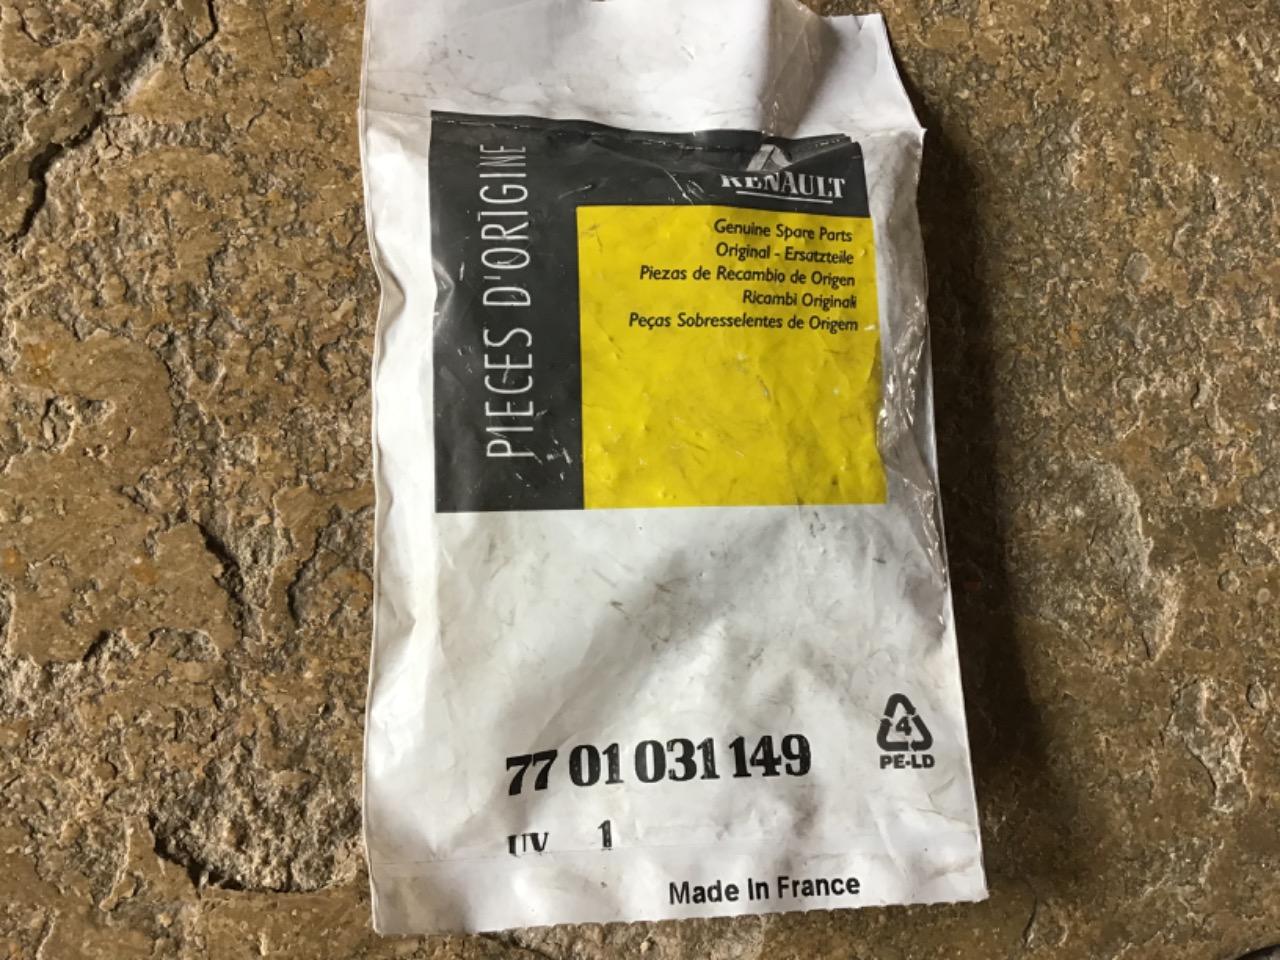 PIECES D'ORIGINE
RENAULT
Genuine Spare Parts
Original - Ersatzteile
Piezas de Recambio de Origen
Ricambi Originali
Peças Sobresselentes de Origem
77 01 031 149
UV 1
4
PE-LD
Made In France